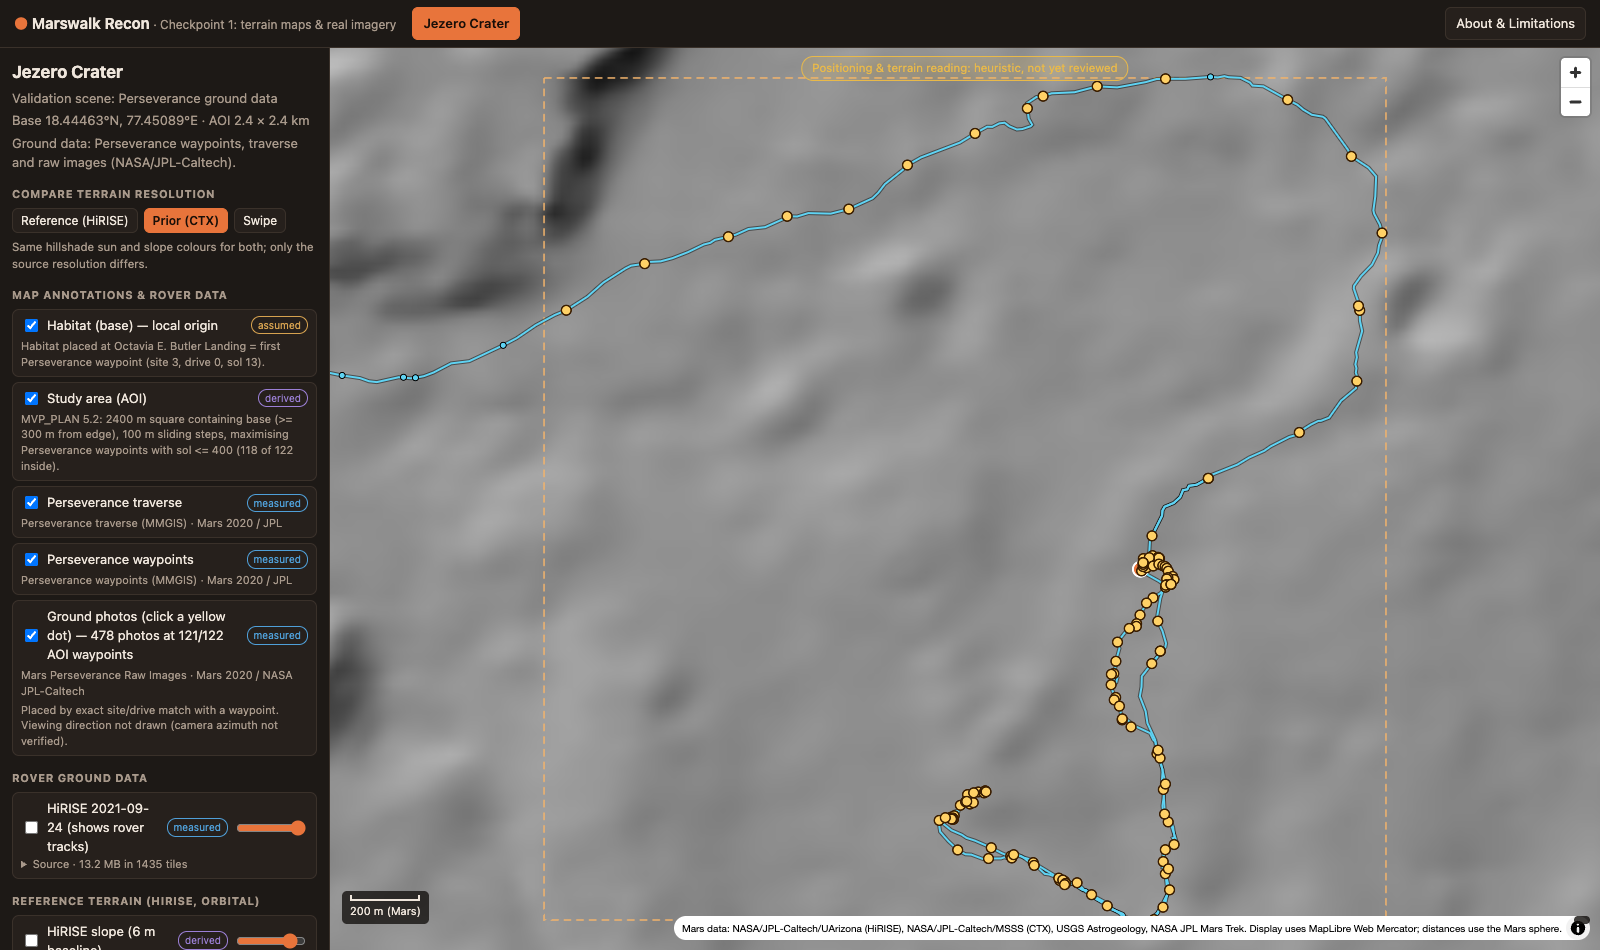 Marswalk Recon · Checkpoint 1: terrain maps & real imagery
Jezero Crater
About & Limitations
Jezero Crater
Validation scene: Perseverance ground data
Base 18.44463°N, 77.45089°E · AOI 2.4 × 2.4 km
Ground data: Perseverance waypoints, traverse
and raw images (NASA/JPL-Caltech).
COMPARE TERRAIN RESOLUTION
Reference (HiRISE)
Prior (CTX)
Swipe
Same hillshade sun and slope colours for both; only the
source resolution differs.
MAP ANNOTATIONS & ROVER DATA
Habitat (base) — local origin
assumed
Habitat placed at Octavia E. Butler Landing = first
Perseverance waypoint (site 3, drive 0, sol 13).
Study area (AOI)
derived
MVP_PLAN 5.2: 2400 m square containing base (>=
300 m from edge), 100 m sliding steps, maximising
Perseverance waypoints with sol <= 400 (118 of 122
inside).
Perseverance traverse
measured
Perseverance traverse (MMGIS) · Mars 2020 / JPL
Perseverance waypoints
measured
Perseverance waypoints (MMGIS) · Mars 2020 / JPL
Ground photos (click a yellow
dot) — 478 photos at 121/122
AOI waypoints
measured
Mars Perseverance Raw Images · Mars 2020 / NASA
JPL-Caltech
Placed by exact site/drive match with a waypoint.
Viewing direction not drawn (camera azimuth not
verified).
ROVER GROUND DATA
HiRISE 2021-09-
24 (shows rover
tracks)
measured
Source · 13.2 MB in 1435 tiles
REFERENCE TERRAIN (HIRISE, ORBITAL)
HiRISE slope (6 m
baseline)
derived
Positioning & terrain reading: heuristic, not yet reviewed
+
−
200 m (Mars)
Mars data: NASA/JPL-Caltech/UArizona (HiRISE), NASA/JPL-Caltech/MSSS (CTX), USGS Astrogeology, NASA JPL Mars Trek. Display uses MapLibre Web Mercator; distances use the Mars sphere.